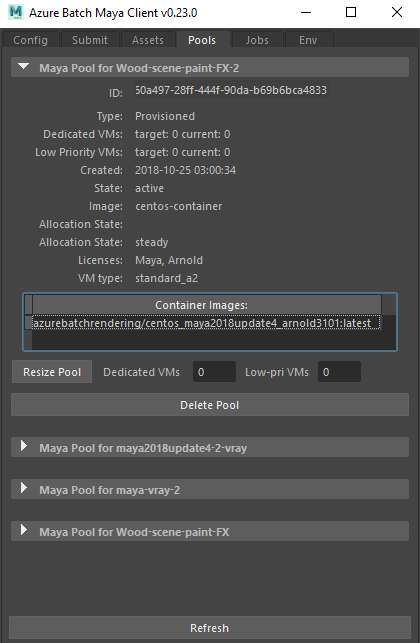 Azure Batch Maya Client v0.23.0
Config Submit Assets Pools Jobs Env
Maya Pool for Wood-scene-paint-FX-2
ID: 50a497-28ff-444f-90da-b69b6bca4833
Type: Provisioned
Dedicated VMs: target: 0 current: 0
Low Priority VMs: target: 0 current: 0
Created: 2018-10-25 03:00:34
State: active
Image: centos-container
Allocation State:
Allocation State: steady
Licenses: Maya, Arnold
VM type: standard_a2
Container Images:
azurebatchrendering/centos_maya2018update4_arnold3101:latest
Resize Pool Dedicated VMs 0 Low-pri VMs 0
Delete Pool
Maya Pool for maya2018update4-2-vray
Maya Pool for maya-vray-2
Maya Pool for Wood-scene-paint-FX
Refresh